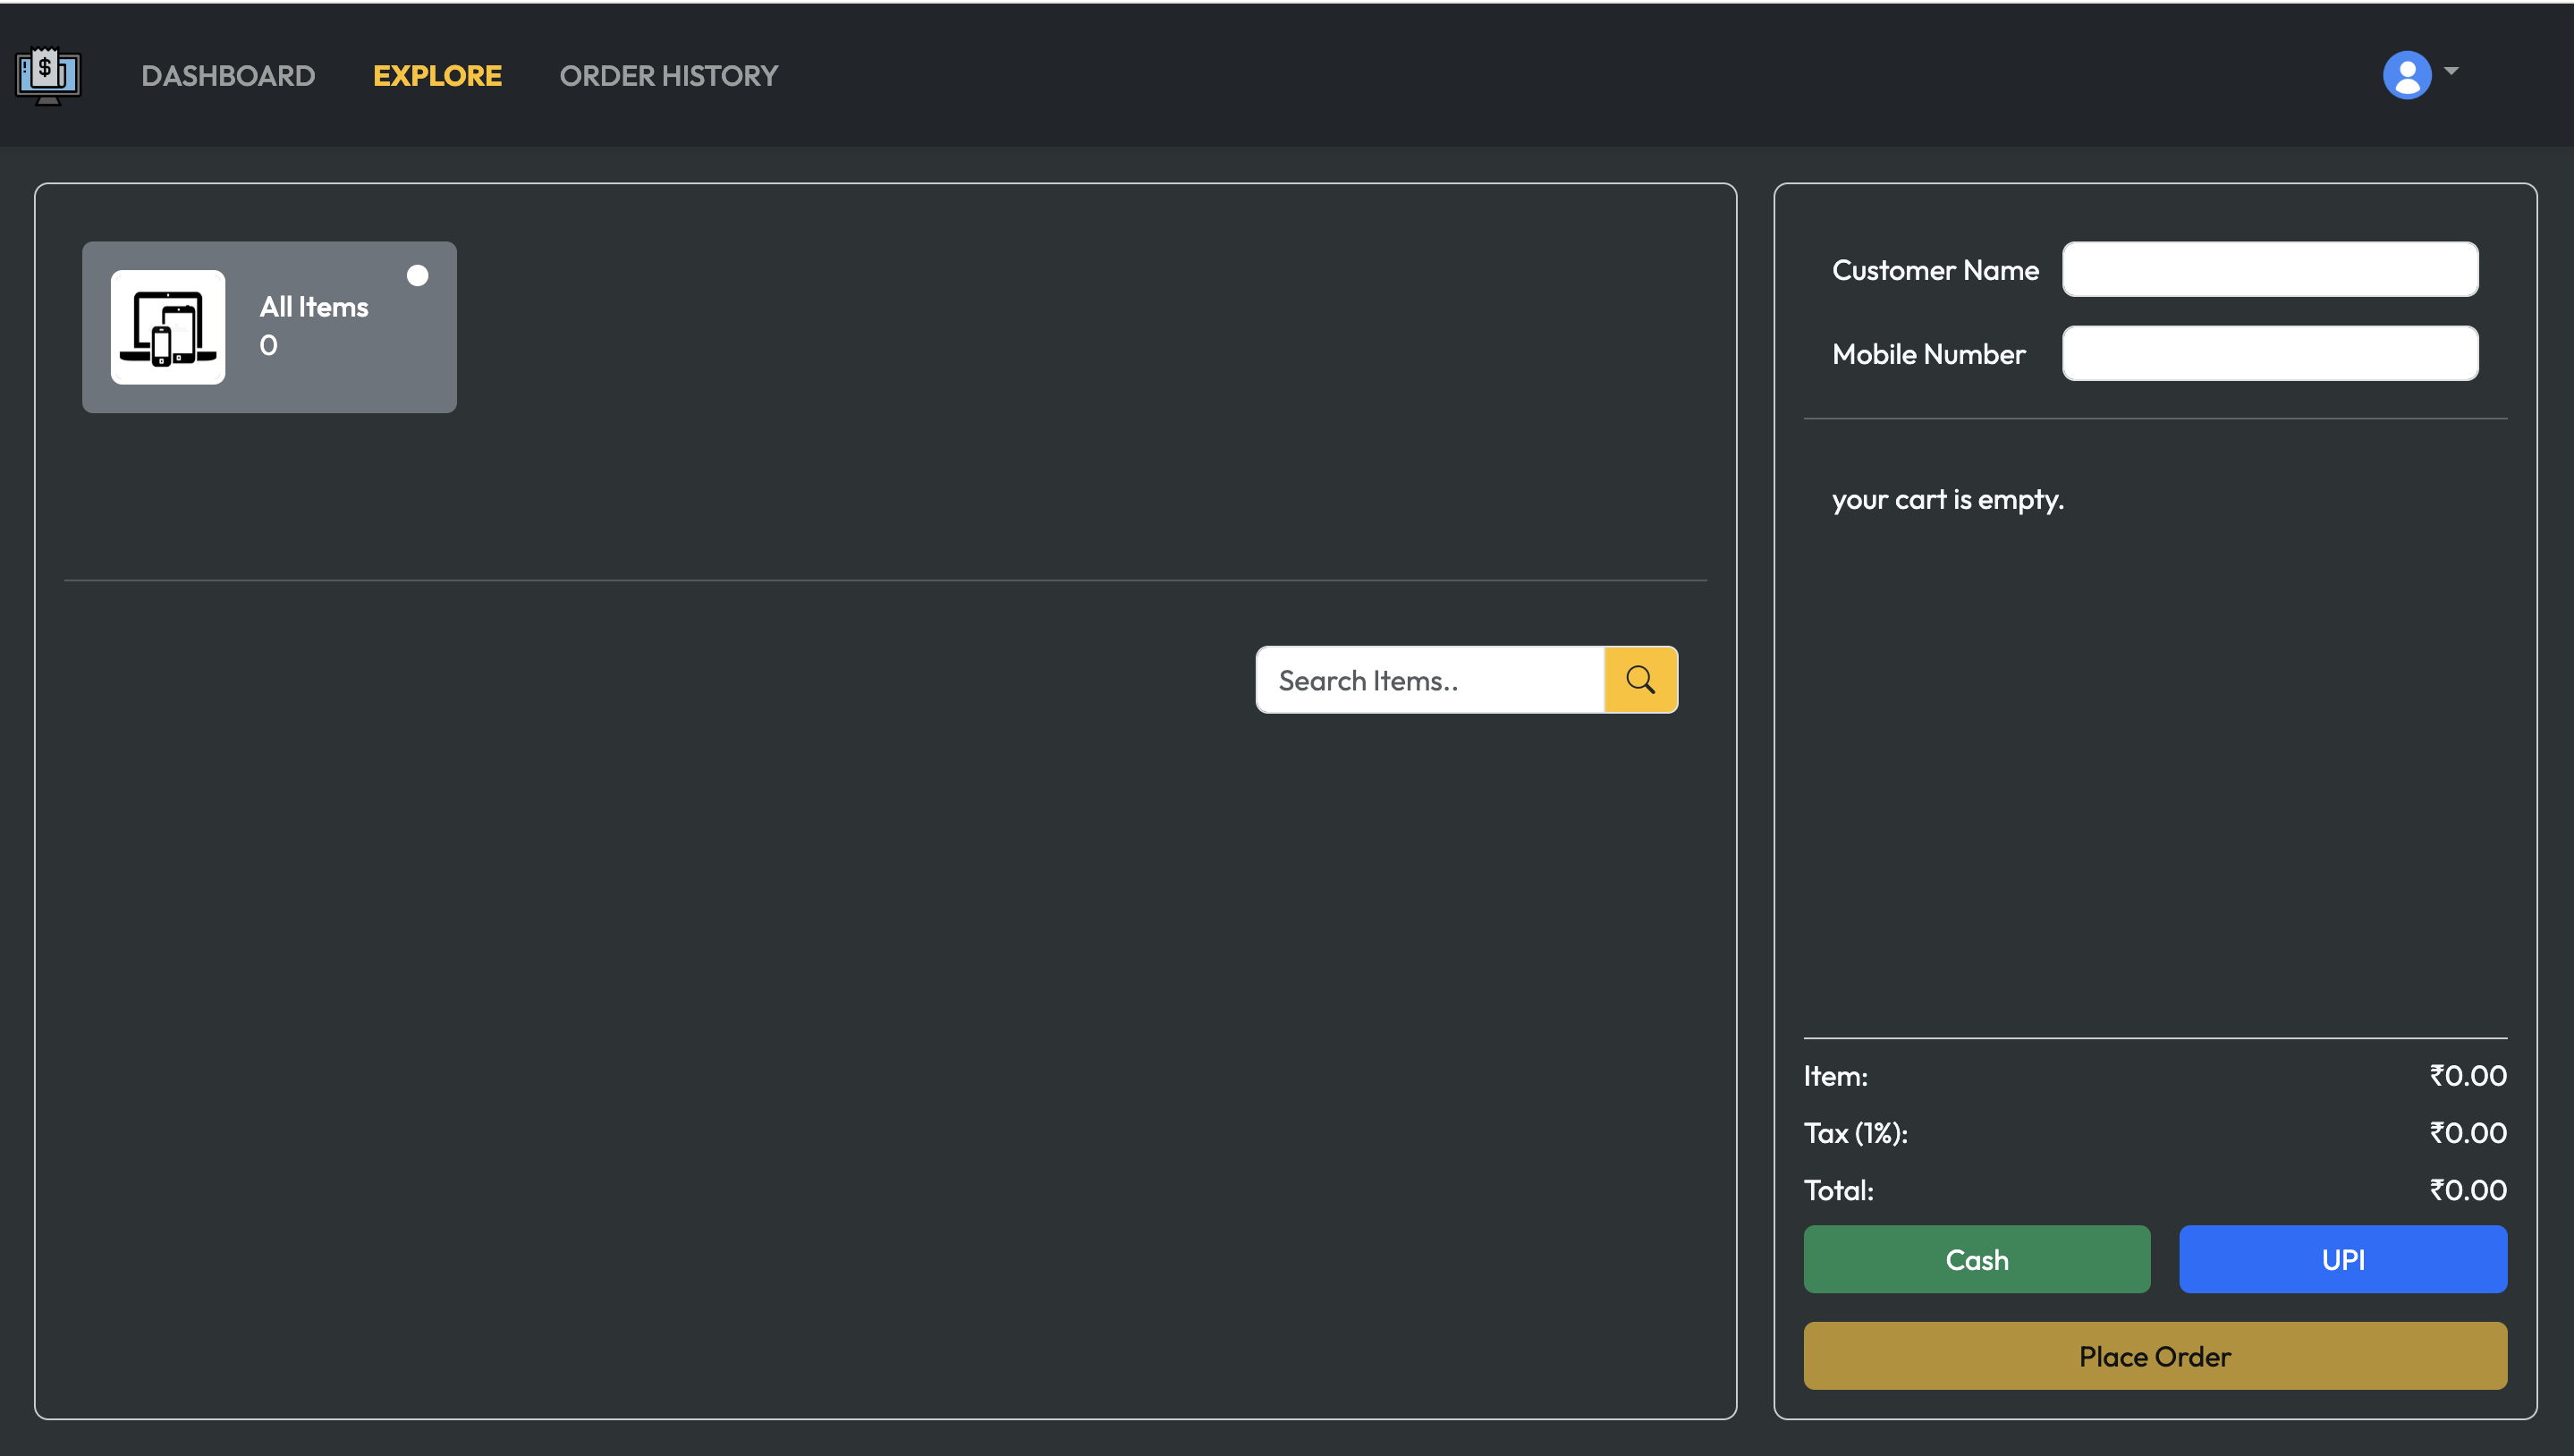 $
DASHBOARD
EXPLORE
ORDER HISTORY
All Items
0
Search Items..
Customer Name
Mobile Number
your cart is empty.
Item: ₹0.00
Tax (1%): ₹0.00
Total: ₹0.00
Cash
UPI
Place Order